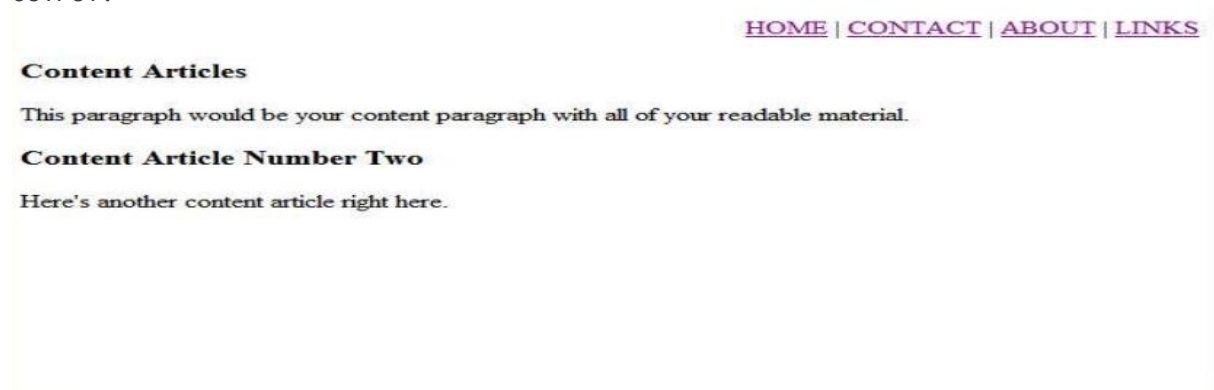 HOME | CONTACT | ABOUT | LINKS
Content Articles
This paragraph would be your content paragraph with all of your readable material.
Content Article Number Two
Here's another content article right here.